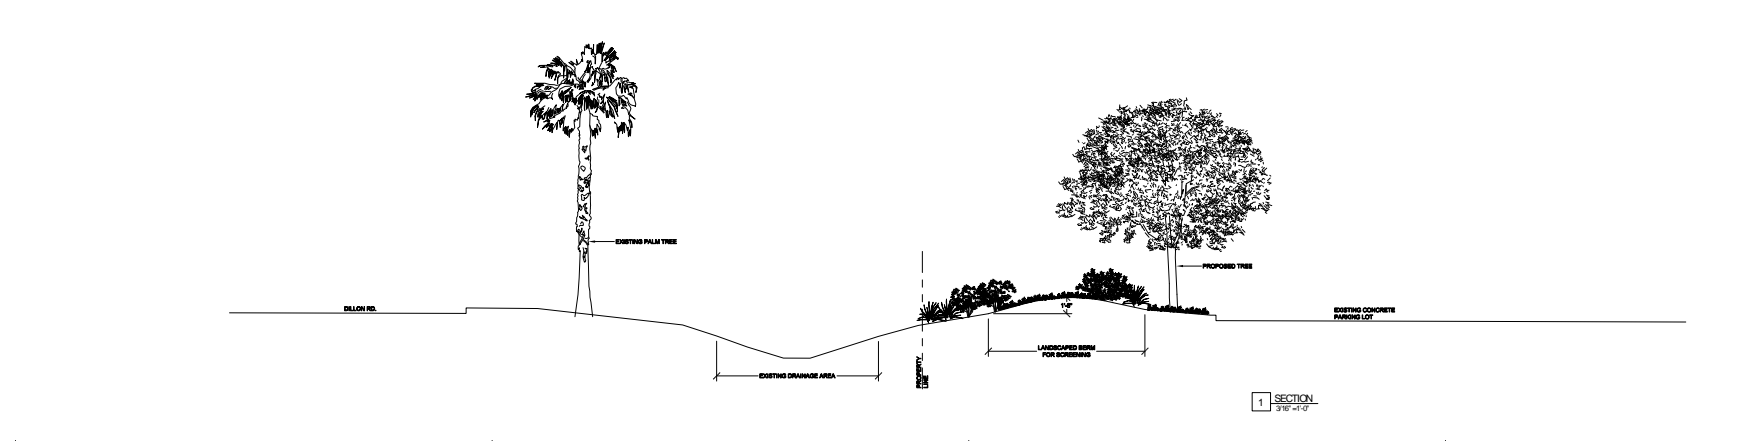 EXISTING PALM TREE
PROPOSED TREE
DILLON RD.
1'-6"
EXISTING CONCRETE
PARKING LOT
LANDSCAPED BERM
FOR SCREENING
EXISTING DRAINAGE AREA
PROPERTY
LINE
1 SECTION
3/16" =1'-0"